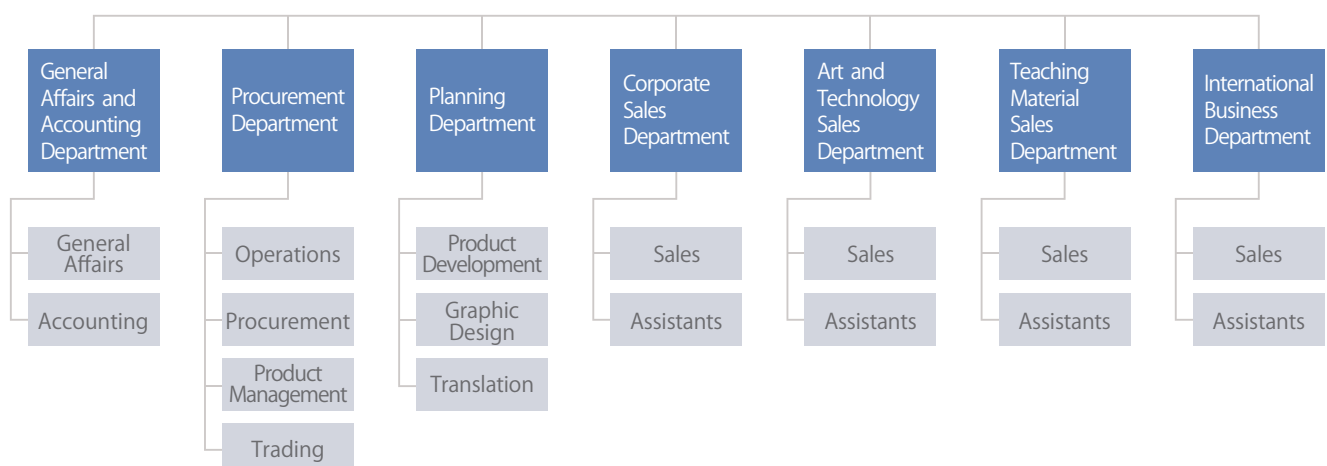 General
Affairs and
Accounting
Department
Procurement
Department
Planning
Department
Corporate
Sales
Department
Art and
Technology
Sales
Department
Teaching
Material
Sales
Department
International
Business
Department
General
Affairs
Accounting
Operations
Procurement
Product
Management
Trading
Product
Development
Graphic
Design
Translation
Sales
Assistants
Sales
Assistants
Sales
Assistants
Sales
Assistants